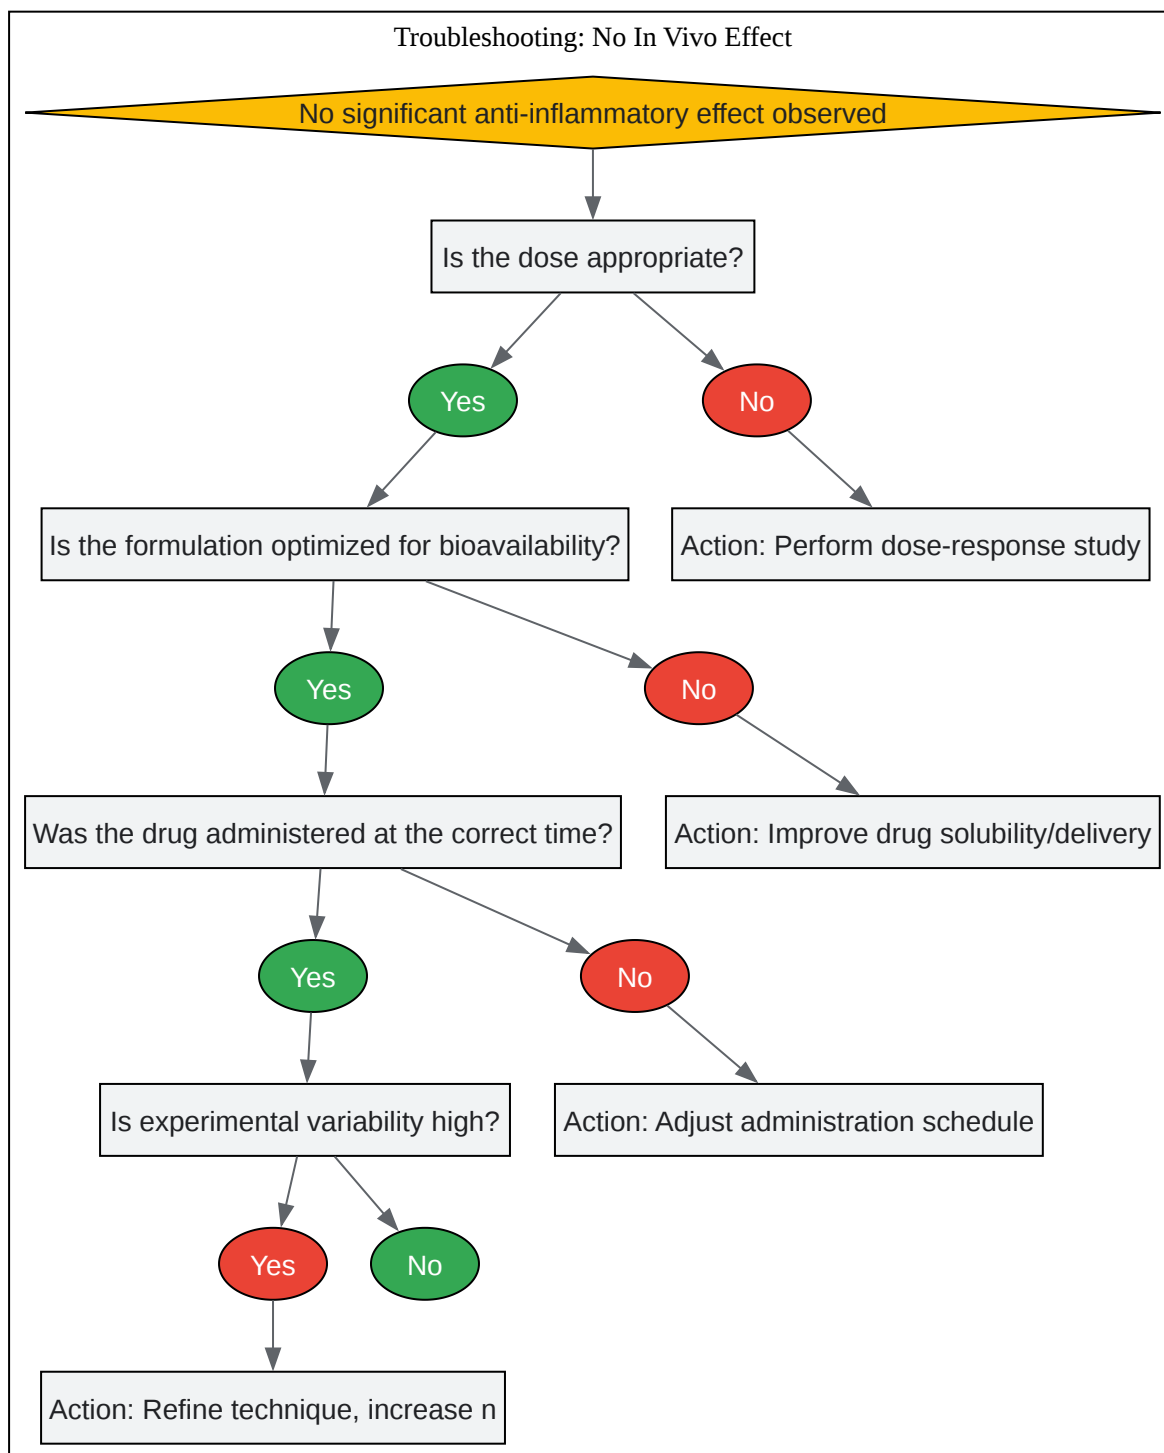 Troubleshooting: No In Vivo Effect
No significant anti-inflammatory effect observed
Is the dose appropriate?
Yes
No
Is the formulation optimized for bioavailability?
Action: Perform dose-response study
Yes
No
Was the drug administered at the correct time?
Action: Improve drug solubility/delivery
Yes
No
Is experimental variability high?
Action: Adjust administration schedule
Yes
No
Action: Refine technique, increase n